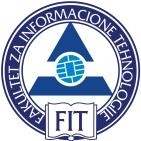 FAKULTET ZA INFORMACIONE TEHNOLOGIJE
FIT